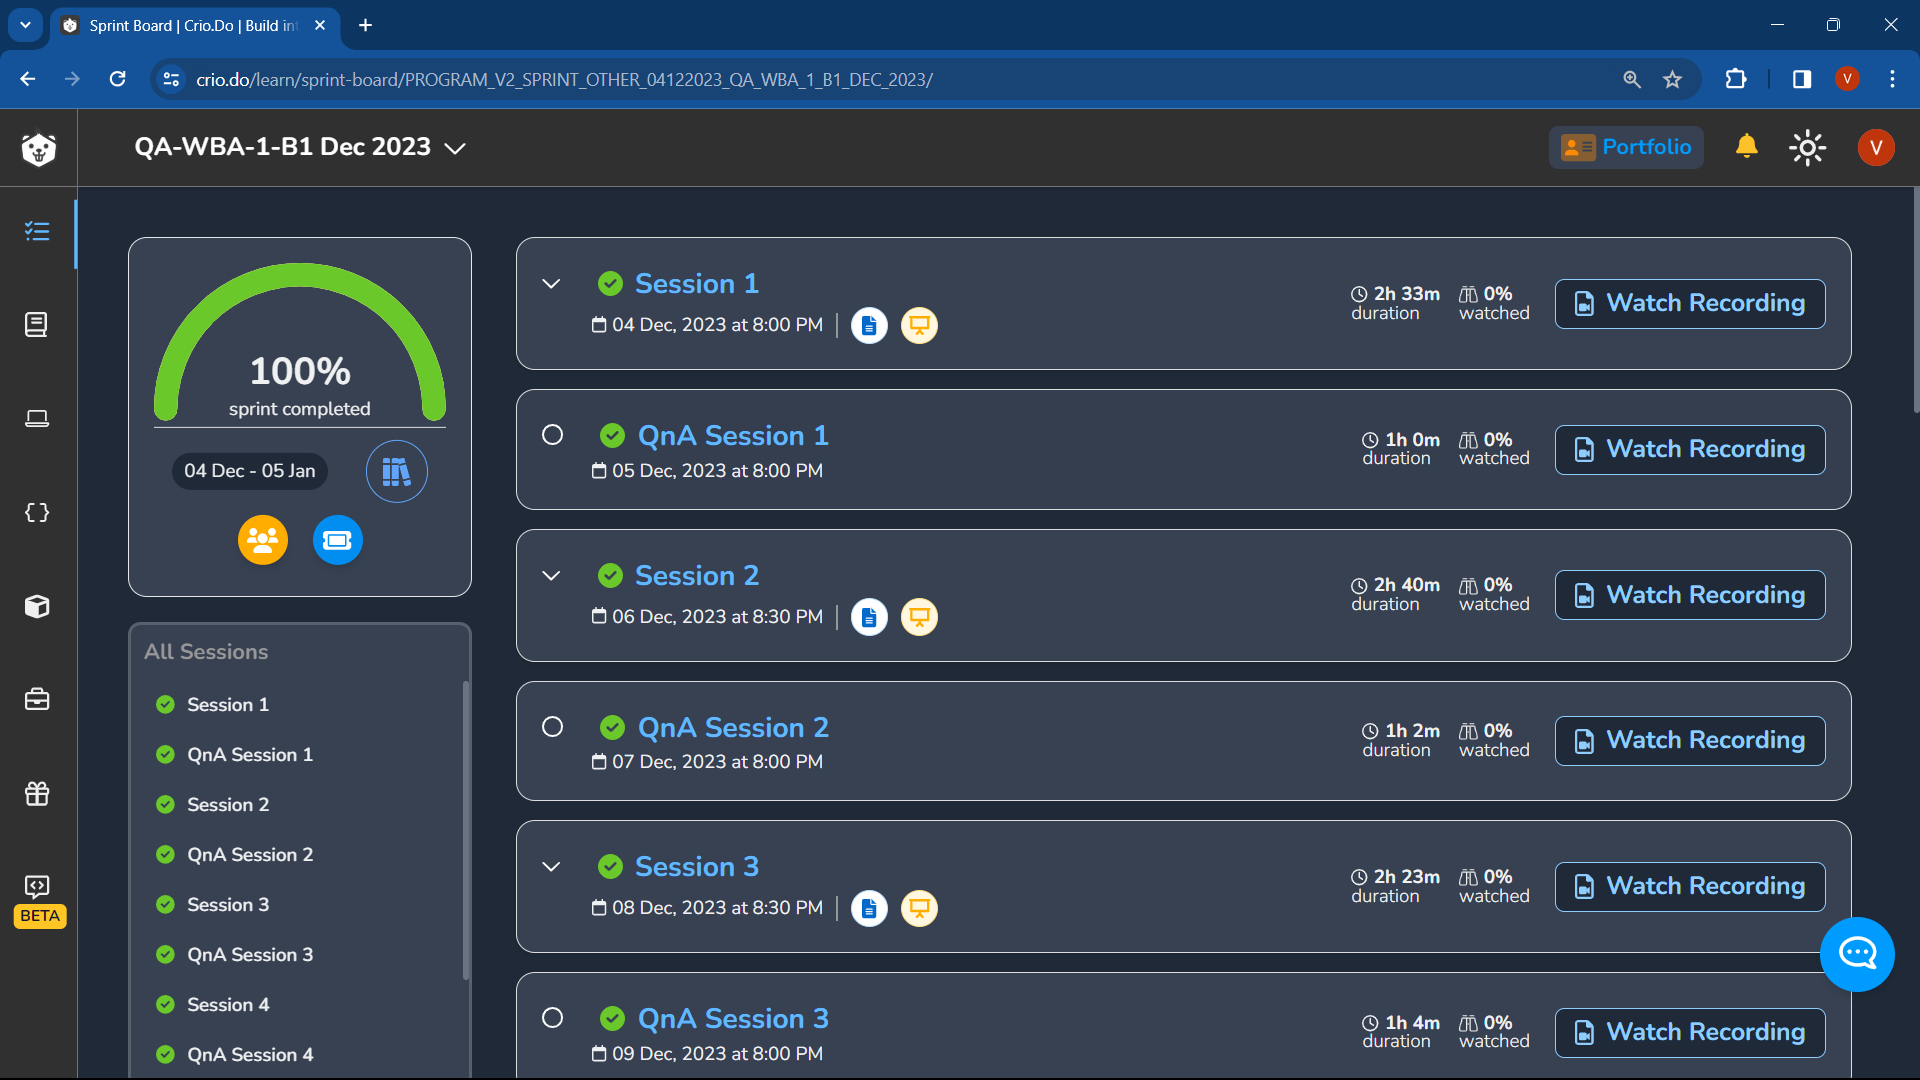 Sprint Board | Crio.Do | Build in
crio.do/learn/sprint-board/PROGRAM_V2_SPRINT_OTHER_04122023_QA_WBA_1_B1_DEC_2023/
V
QA-WBA-1-B1 Dec 2023
Portfolio
V
100%
sprint completed
04 Dec - 05 Jan
All Sessions
Session 1
QnA Session 1
Session 2
QnA Session 2
Session 3
QnA Session 3
Session 4
QnA Session 4
BETA
Session 1
04 Dec, 2023 at 8:00 PM
2h 33m
duration
0%
watched
Watch Recording
QnA Session 1
05 Dec, 2023 at 8:00 PM
1h 0m
duration
0%
watched
Watch Recording
Session 2
06 Dec, 2023 at 8:30 PM
2h 40m
duration
0%
watched
Watch Recording
QnA Session 2
07 Dec, 2023 at 8:00 PM
1h 2m
duration
0%
watched
Watch Recording
Session 3
08 Dec, 2023 at 8:30 PM
2h 23m
duration
0%
watched
Watch Recording
QnA Session 3
09 Dec, 2023 at 8:00 PM
1h 4m
duration
0%
watched
Watch Recording